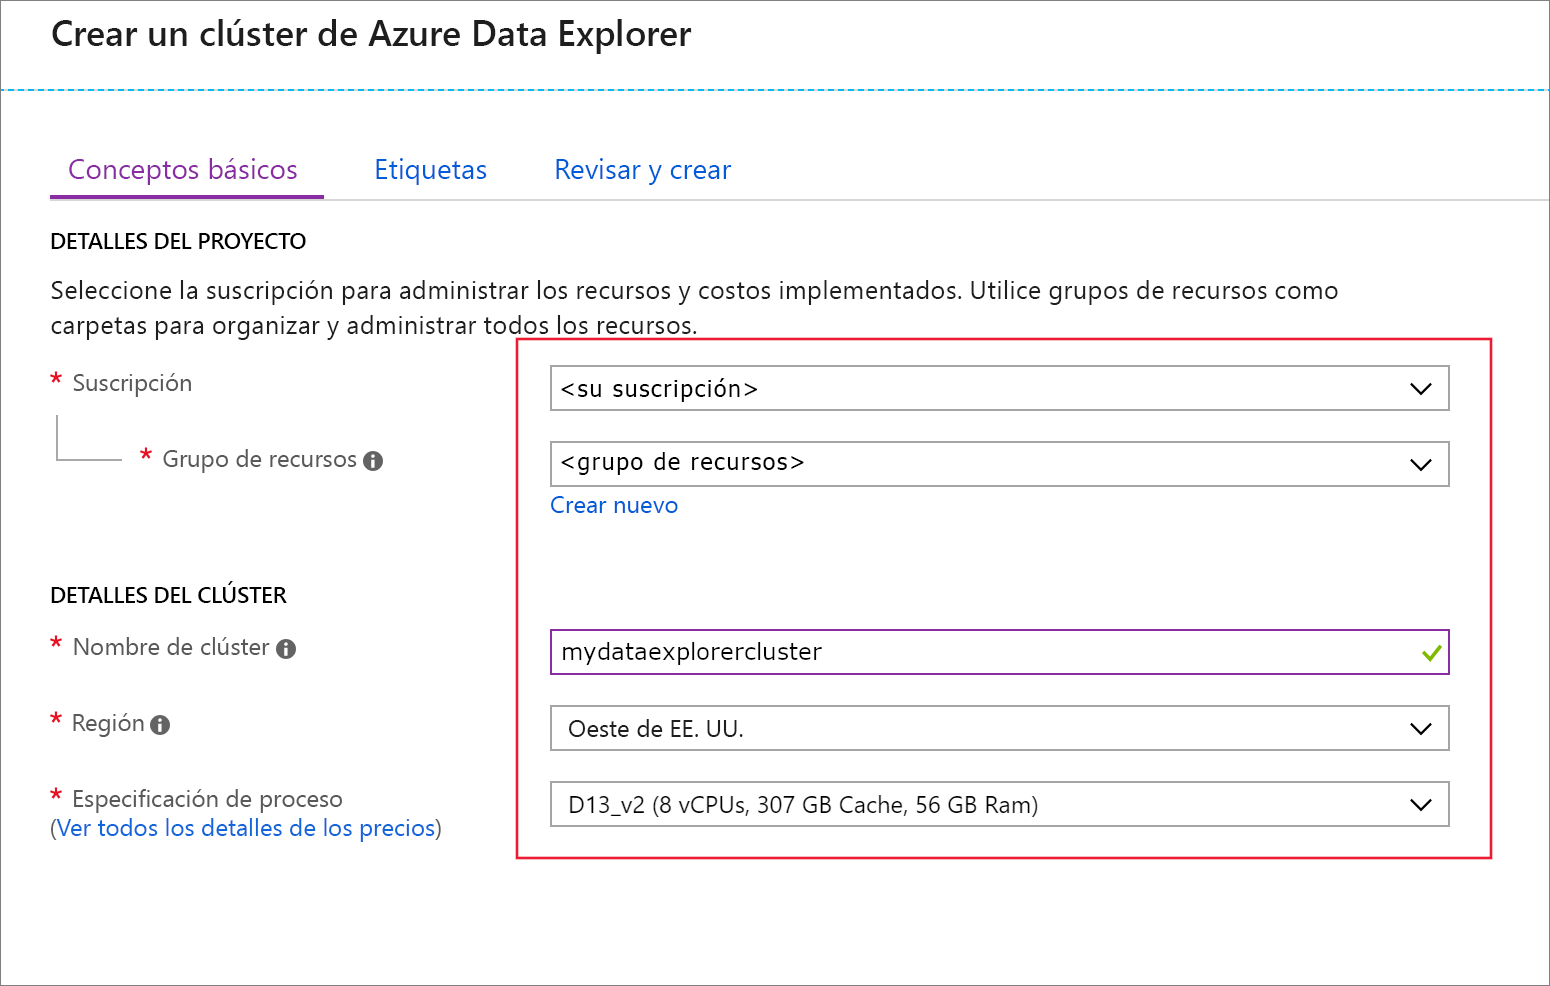 Crear un clúster de Azure Data Explorer
Conceptos básicos
Etiquetas
Revisar y crear
DETALLES DEL PROYECTO
Seleccione la suscripción para administrar los recursos y costos implementados. Utilice grupos de recursos como
carpetas para organizar y administrar todos los recursos.
* Suscripción
<su suscripción>
* Grupo de recursos
<grupo de recursos>
Crear nuevo
DETALLES DEL CLÚSTER
* Nombre de clúster
mydataexplorercluster
* Región
Oeste de EE. UU.
* Especificación de proceso
D13_v2 (8 vCPUs, 307 GB Cache, 56 GB Ram)
(Ver todos los detalles de los precios)